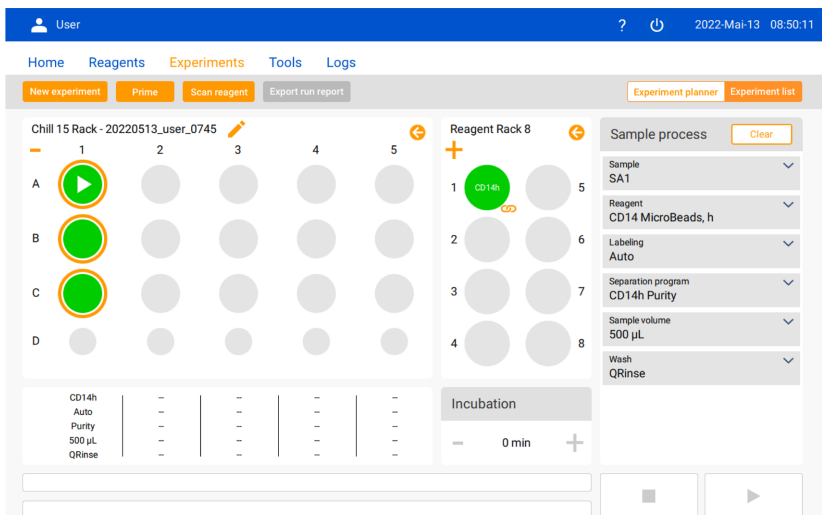 User
? 2022-Mai-13 08:50:11
Home Reagents Experiments Tools Logs
New experiment Prime Scan reagent Export run report Experiment planner Experiment list
Chill 15 Rack - 20220513_user_0745
1 2 3 4 5
A
B
C
D
Reagent Rack 8
1 CD14h 5
2 6
3 7
4 8
Sample process Clear
Sample
SA1
Reagent
CD14 MicroBeads, h
Labeling
Auto
Separation program
CD14h Purity
Sample volume
500 µL
Wash
QRinse
CD14h -- -- -- --
Auto -- -- -- --
Purity -- -- -- --
500 µL -- -- -- --
QRinse -- -- -- --
Incubation
0 min